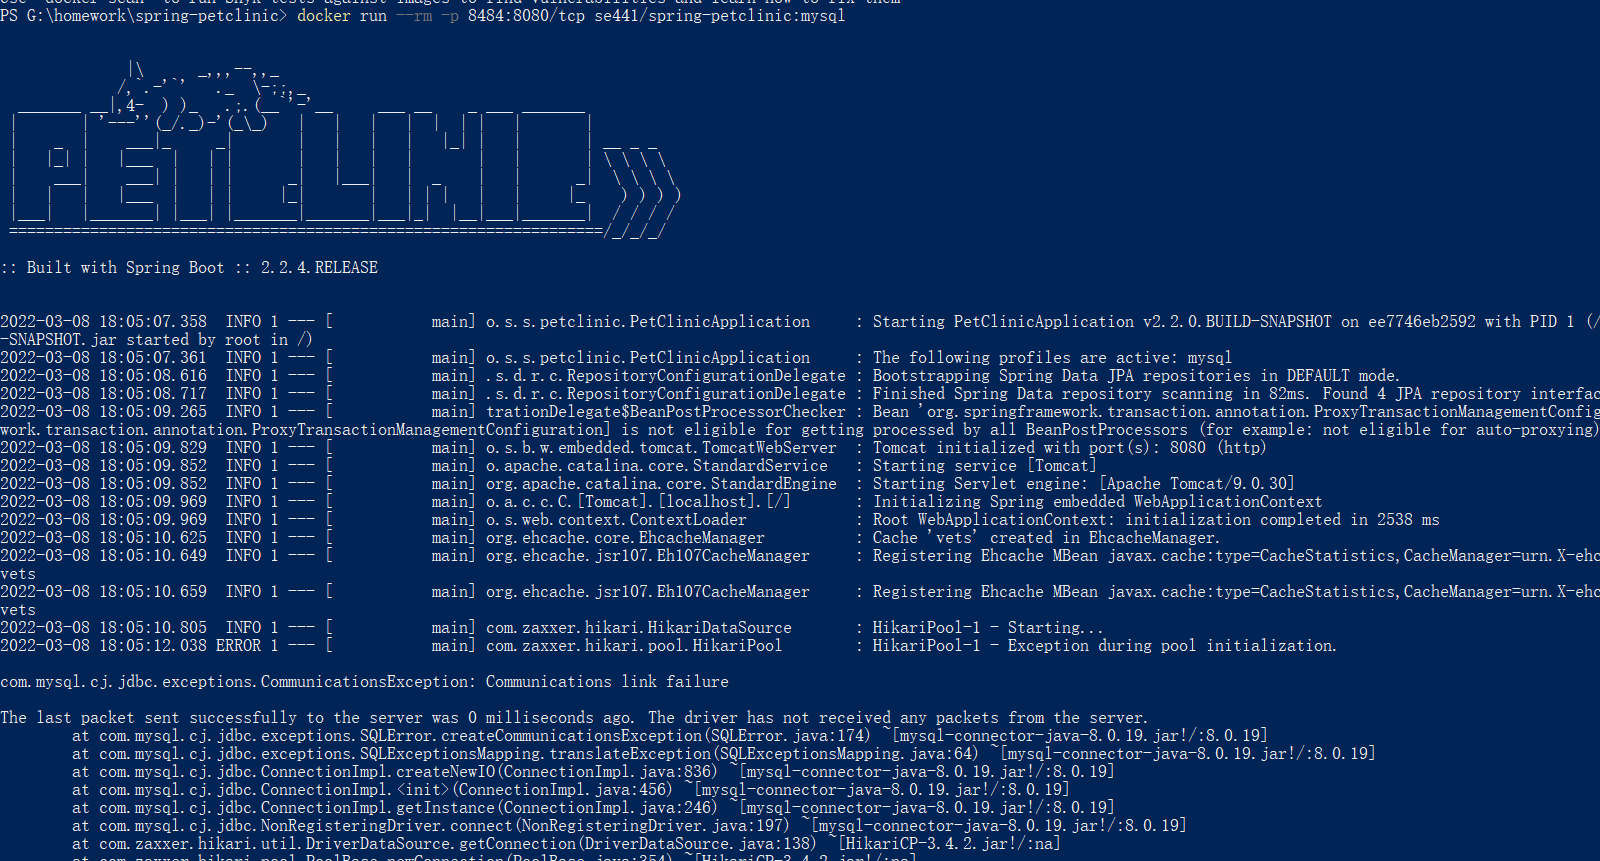 PS G:\homework\spring-petclinic> docker run --rm -p 8484:8080/tcp se441/spring-petclinic:mysql
:: Built with Spring Boot :: 2.2.4.RELEASE
2022-03-08 18:05:07.358  INFO 1 --- [           main] o.s.s.petclinic.PetClinicApplication     : Starting PetClinicApplication v2.2.0.BUILD-SNAPSHOT on ee7746eb2592 with PID 1 (/
-SNAPSHOT.jar started by root in /)
2022-03-08 18:05:07.361  INFO 1 --- [           main] o.s.s.petclinic.PetClinicApplication     : The following profiles are active: mysql
2022-03-08 18:05:08.616  INFO 1 --- [           main] .s.d.r.c.RepositoryConfigurationDelegate : Bootstrapping Spring Data JPA repositories in DEFAULT mode.
2022-03-08 18:05:08.717  INFO 1 --- [           main] .s.d.r.c.RepositoryConfigurationDelegate : Finished Spring Data repository scanning in 82ms. Found 4 JPA repository interfac
2022-03-08 18:05:09.265  INFO 1 --- [           main] trationDelegate$BeanPostProcessorChecker : Bean 'org.springframework.transaction.annotation.ProxyTransactionManagementConfig
work.transaction.annotation.ProxyTransactionManagementConfiguration] is not eligible for getting processed by all BeanPostProcessors (for example: not eligible for auto-proxying)
2022-03-08 18:05:09.829  INFO 1 --- [           main] o.s.b.w.embedded.tomcat.TomcatWebServer  : Tomcat initialized with port(s): 8080 (http)
2022-03-08 18:05:09.852  INFO 1 --- [           main] o.apache.catalina.core.StandardService   : Starting service [Tomcat]
2022-03-08 18:05:09.852  INFO 1 --- [           main] org.apache.catalina.core.StandardEngine  : Starting Servlet engine: [Apache Tomcat/9.0.30]
2022-03-08 18:05:09.969  INFO 1 --- [           main] o.a.c.c.C.[Tomcat].[localhost].[/]       : Initializing Spring embedded WebApplicationContext
2022-03-08 18:05:09.969  INFO 1 --- [           main] o.s.web.context.ContextLoader            : Root WebApplicationContext: initialization completed in 2538 ms
2022-03-08 18:05:10.625  INFO 1 --- [           main] org.ehcache.core.EhcacheManager          : Cache 'vets' created in EhcacheManager.
2022-03-08 18:05:10.649  INFO 1 --- [           main] org.ehcache.jsr107.Eh107CacheManager     : Registering Ehcache MBean javax.cache:type=CacheStatistics,CacheManager=urn.X-ehc
vets
2022-03-08 18:05:10.659  INFO 1 --- [           main] org.ehcache.jsr107.Eh107CacheManager     : Registering Ehcache MBean javax.cache:type=CacheStatistics,CacheManager=urn.X-ehc
vets
2022-03-08 18:05:10.805  INFO 1 --- [           main] com.zaxxer.hikari.HikariDataSource       : HikariPool-1 - Starting...
2022-03-08 18:05:12.038 ERROR 1 --- [           main] com.zaxxer.hikari.pool.HikariPool        : HikariPool-1 - Exception during pool initialization.
com.mysql.cj.jdbc.exceptions.CommunicationsException: Communications link failure
The last packet sent successfully to the server was 0 milliseconds ago. The driver has not received any packets from the server.
at com.mysql.cj.jdbc.exceptions.SQLError.createCommunicationsException(SQLError.java:174) ~[mysql-connector-java-8.0.19.jar!/:8.0.19]
at com.mysql.cj.jdbc.exceptions.SQLExceptionsMapping.translateException(SQLExceptionsMapping.java:64) ~[mysql-connector-java-8.0.19.jar!/:8.0.19]
at com.mysql.cj.jdbc.ConnectionImpl.createNewIO(ConnectionImpl.java:836) ~[mysql-connector-java-8.0.19.jar!/:8.0.19]
at com.mysql.cj.jdbc.ConnectionImpl.<init>(ConnectionImpl.java:456) ~[mysql-connector-java-8.0.19.jar!/:8.0.19]
at com.mysql.cj.jdbc.ConnectionImpl.getInstance(ConnectionImpl.java:246) ~[mysql-connector-java-8.0.19.jar!/:8.0.19]
at com.mysql.cj.jdbc.NonRegisteringDriver.connect(NonRegisteringDriver.java:197) ~[mysql-connector-java-8.0.19.jar!/:8.0.19]
at com.zaxxer.hikari.util.DriverDataSource.getConnection(DriverDataSource.java:138) ~[HikariCP-3.4.2.jar!/:na]